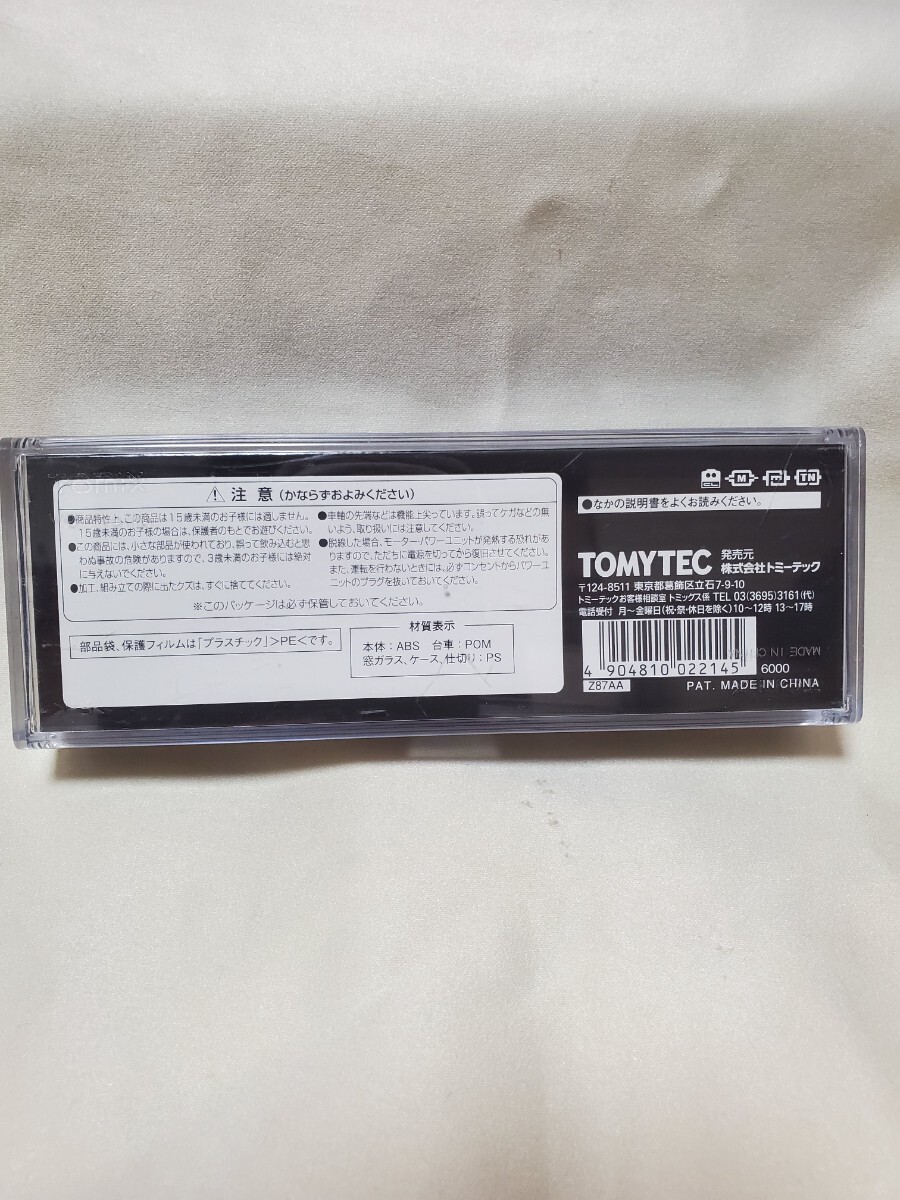 ⚠ 注意(かならずおよみください)
●商品特性上、この商品は15歳未満のお子様には適しません。
15歳未満のお子様の場合は、保護者のもとでお遊びください。
●この商品には、小さな部品が使われており、誤って飲み込むと思
わぬ事故の危険がありますので、3歳未満のお子様には絶対
に与えないでください。
●加工、組み立ての際に出たクズは、すぐに捨ててください。
●車軸の先端などは機能上尖っています。誤ってケガなどの無
いよう、取り扱いには注意してください。
●脱線した場合、モーターパワーユニットが発熱する恐れがあ
りますので、ただちに電源を切ってから復旧させてください。
また、運転を行わないときには、必ずコンセントからパワーユ
ニットのプラグを抜いておいてください。
※このパッケージは必ず保管しておいてください。
部品袋、保護フィルムは「プラスチック」>PE<です。
材質表示
本体:ABS 台車:POM
窓ガラス、ケース、仕切り:PS
CL M TN
●なかの説明書をよくお読みください。
TOMYTEC 発売元 株式会社トミーテック
〒124-8511 東京都葛飾区立石7-9-10
トミーテックお客様相談室 トミックス係 TEL 03(3695)3161(代)
電話受付 月〜金曜日(祝・祭・休日を除く)10〜12時 13〜17時
4 904810 022145
6000
Z87AA
PAT. MADE IN CHINA
MADE IN CHINA